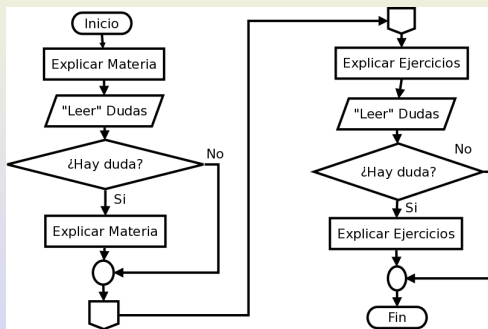 Inicio
Explicar Materia
"Leer" Dudas
¿Hay duda?
No
Si
Explicar Materia
Explicar Ejercicios
"Leer" Dudas
¿Hay duda?
No
Si
Explicar Ejercicios
Fin